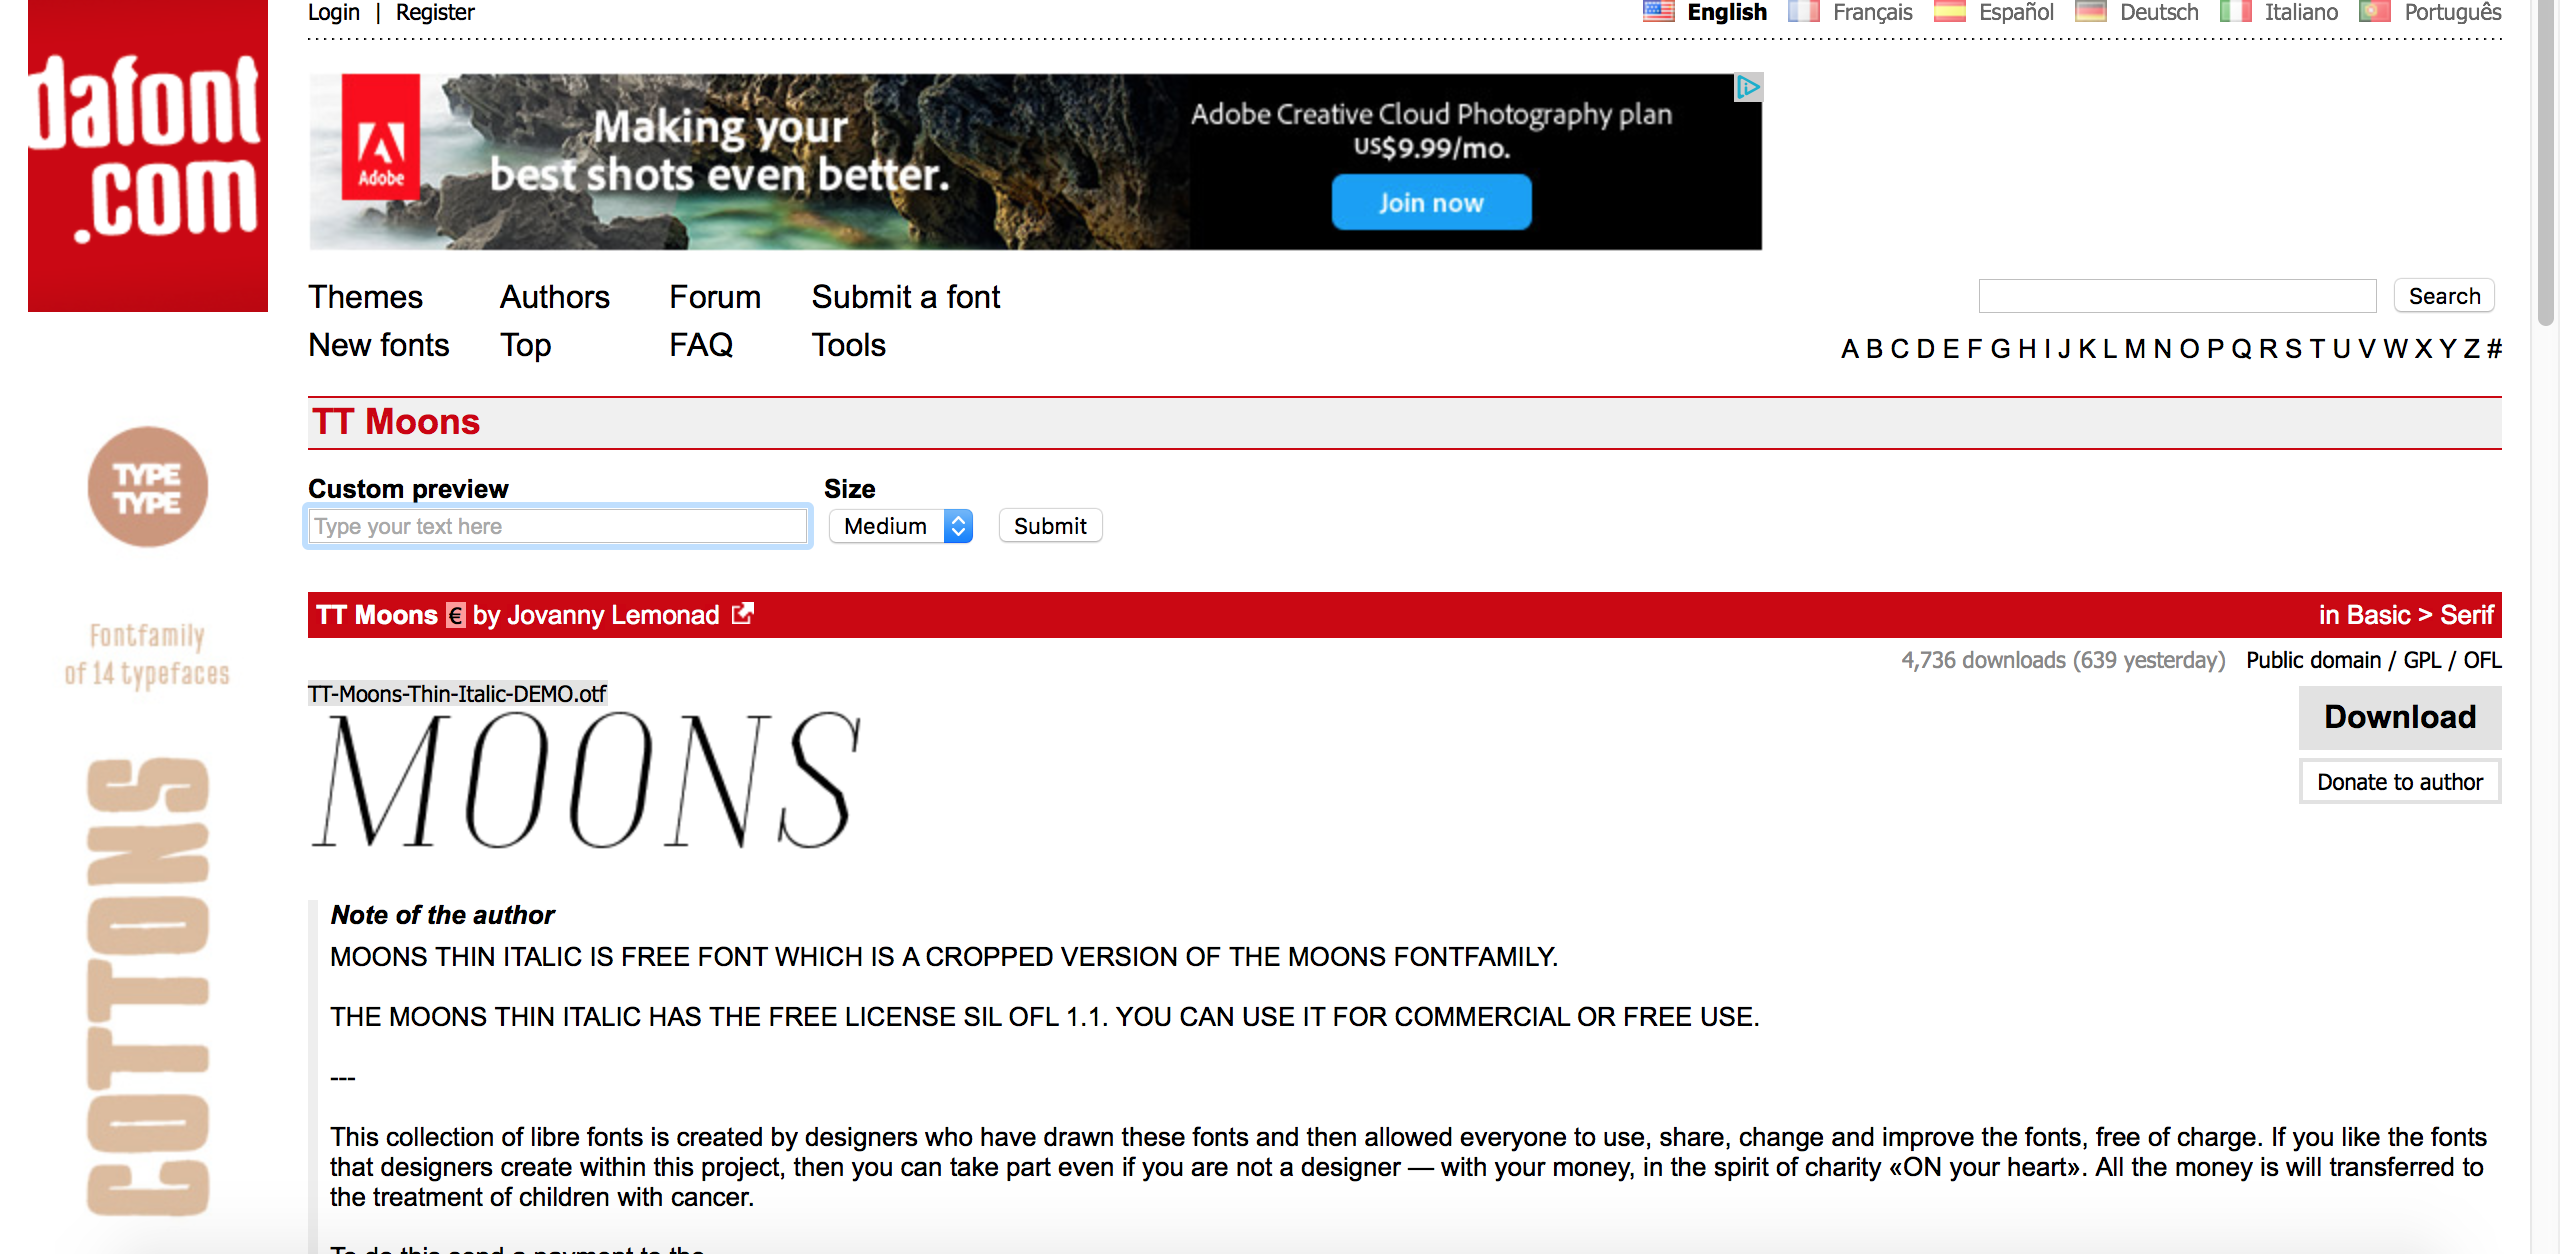 Login | Register
English Français Español Deutsch Italiano Português
dafont
.com
Adobe
Making your
best shots even better.
Adobe Creative Cloud Photography plan
US$9.99/mo.
Join now
Themes Authors Forum Submit a font
Search
New fonts Top FAQ Tools
A B C D E F G H I J K L M N O P Q R S T U V W X Y Z #
TT Moons
TYPE
TYPE
Custom preview Size
Type your text here Medium Submit
TT Moons € by Jovanny Lemonad in Basic > Serif
Fontfamily
of 14 typefaces
4,736 downloads (639 yesterday) Public domain / GPL / OFL
TT-Moons-Thin-Italic-DEMO.otf
MOONS
Download
Donate to author
COTTONS
Note of the author
MOONS THIN ITALIC IS FREE FONT WHICH IS A CROPPED VERSION OF THE MOONS FONTFAMILY.
THE MOONS THIN ITALIC HAS THE FREE LICENSE SIL OFL 1.1. YOU CAN USE IT FOR COMMERCIAL OR FREE USE.
---
This collection of libre fonts is created by designers who have drawn these fonts and then allowed everyone to use, share, change and improve the fonts, free of charge. If you like the fonts
that designers create within this project, then you can take part even if you are not a designer — with your money, in the spirit of charity «ON your heart». All the money is will transferred to
the treatment of children with cancer.
To do this send a payment to the